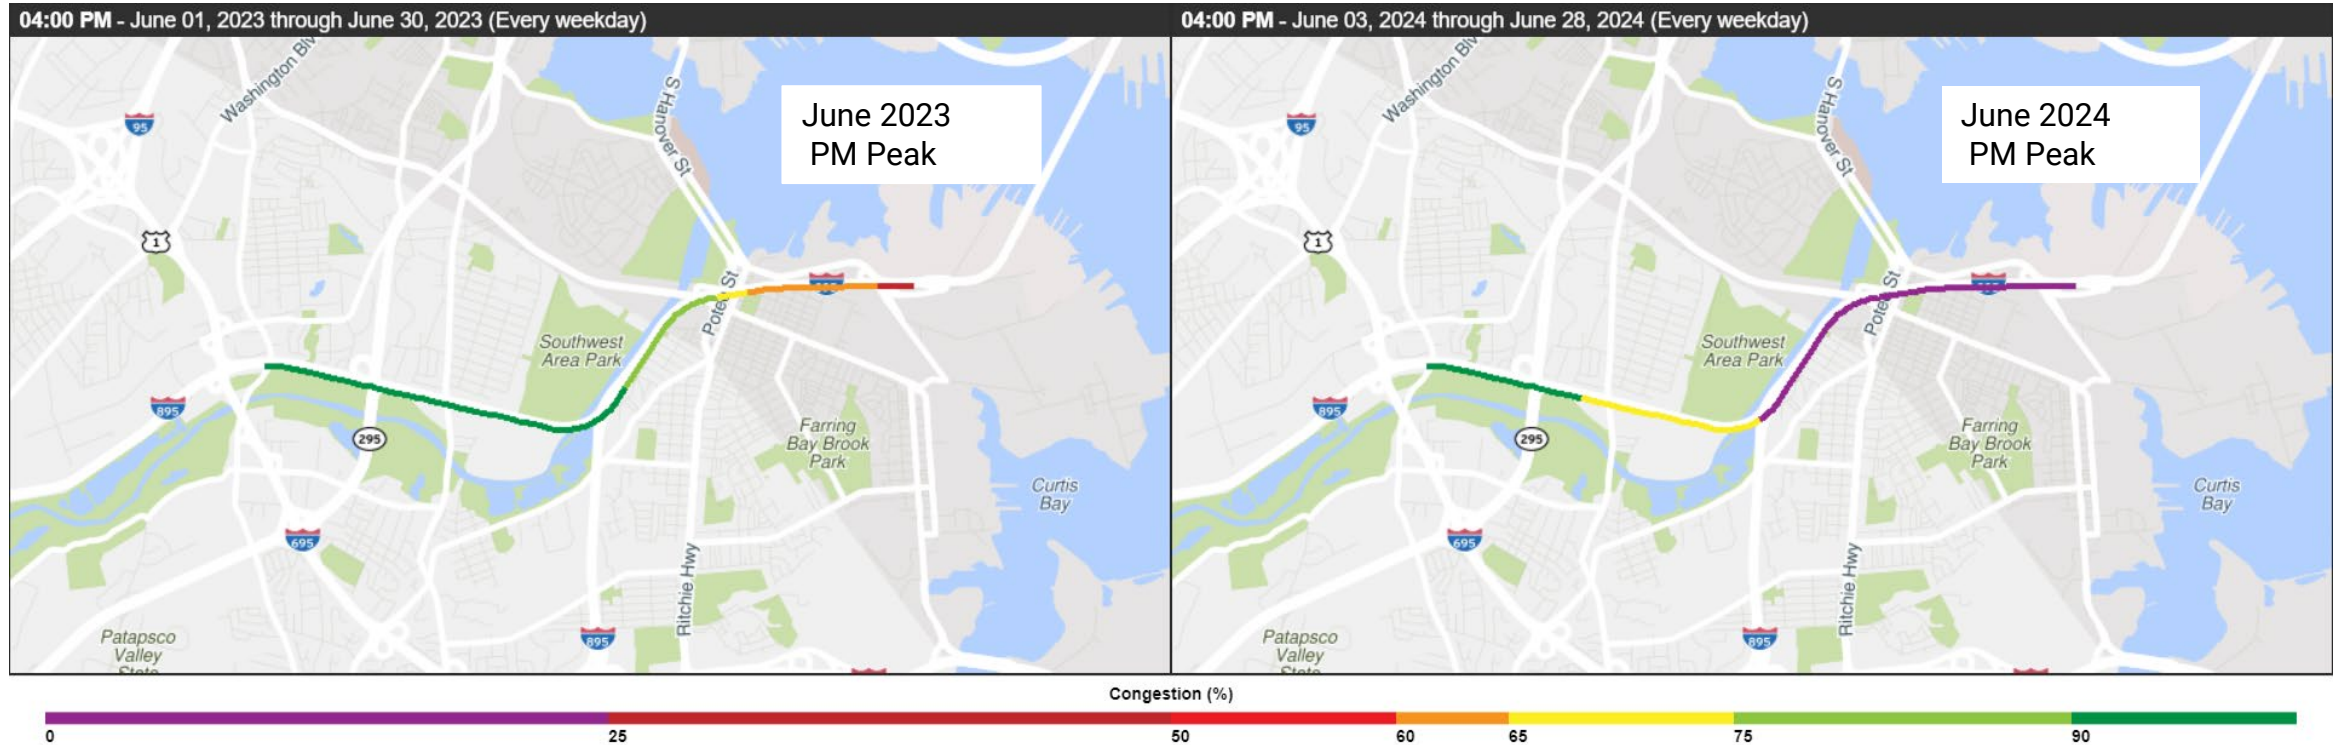 04:00 PM - June 01, 2023 through June 30, 2023 (Every weekday)
Washington Blv
S Hanover St
June 2023
PM Peak
95
1
Southwest
Area Park
895
295
Farring
Bay Brook
Park
Curtis
Bay
695
Ritchie Hwy
895
Patapsco
Valley
State
04:00 PM - June 03, 2024 through June 28, 2024 (Every weekday)
Washington Blv
S Hanover St
June 2024
PM Peak
95
1
Southwest
Area Park
895
295
Farring
Bay Brook
Park
Curtis
Bay
695
Ritchie Hwy
895
Patapsco
Valley
State
Congestion (%)
0 25 50 60 65 75 90